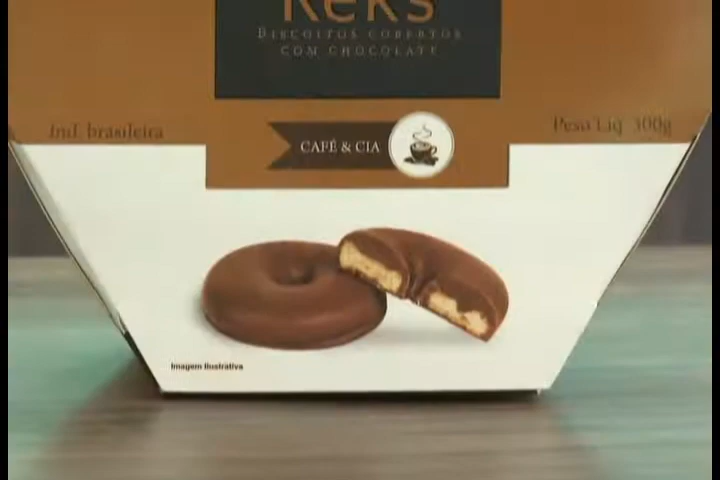 Keks
BISCOITOS COBERTOS
COM CHOCOLATE
Ind. brasileira
CAFÉ & CIA
Peso Líq. 300g
Imagem Ilustrativa